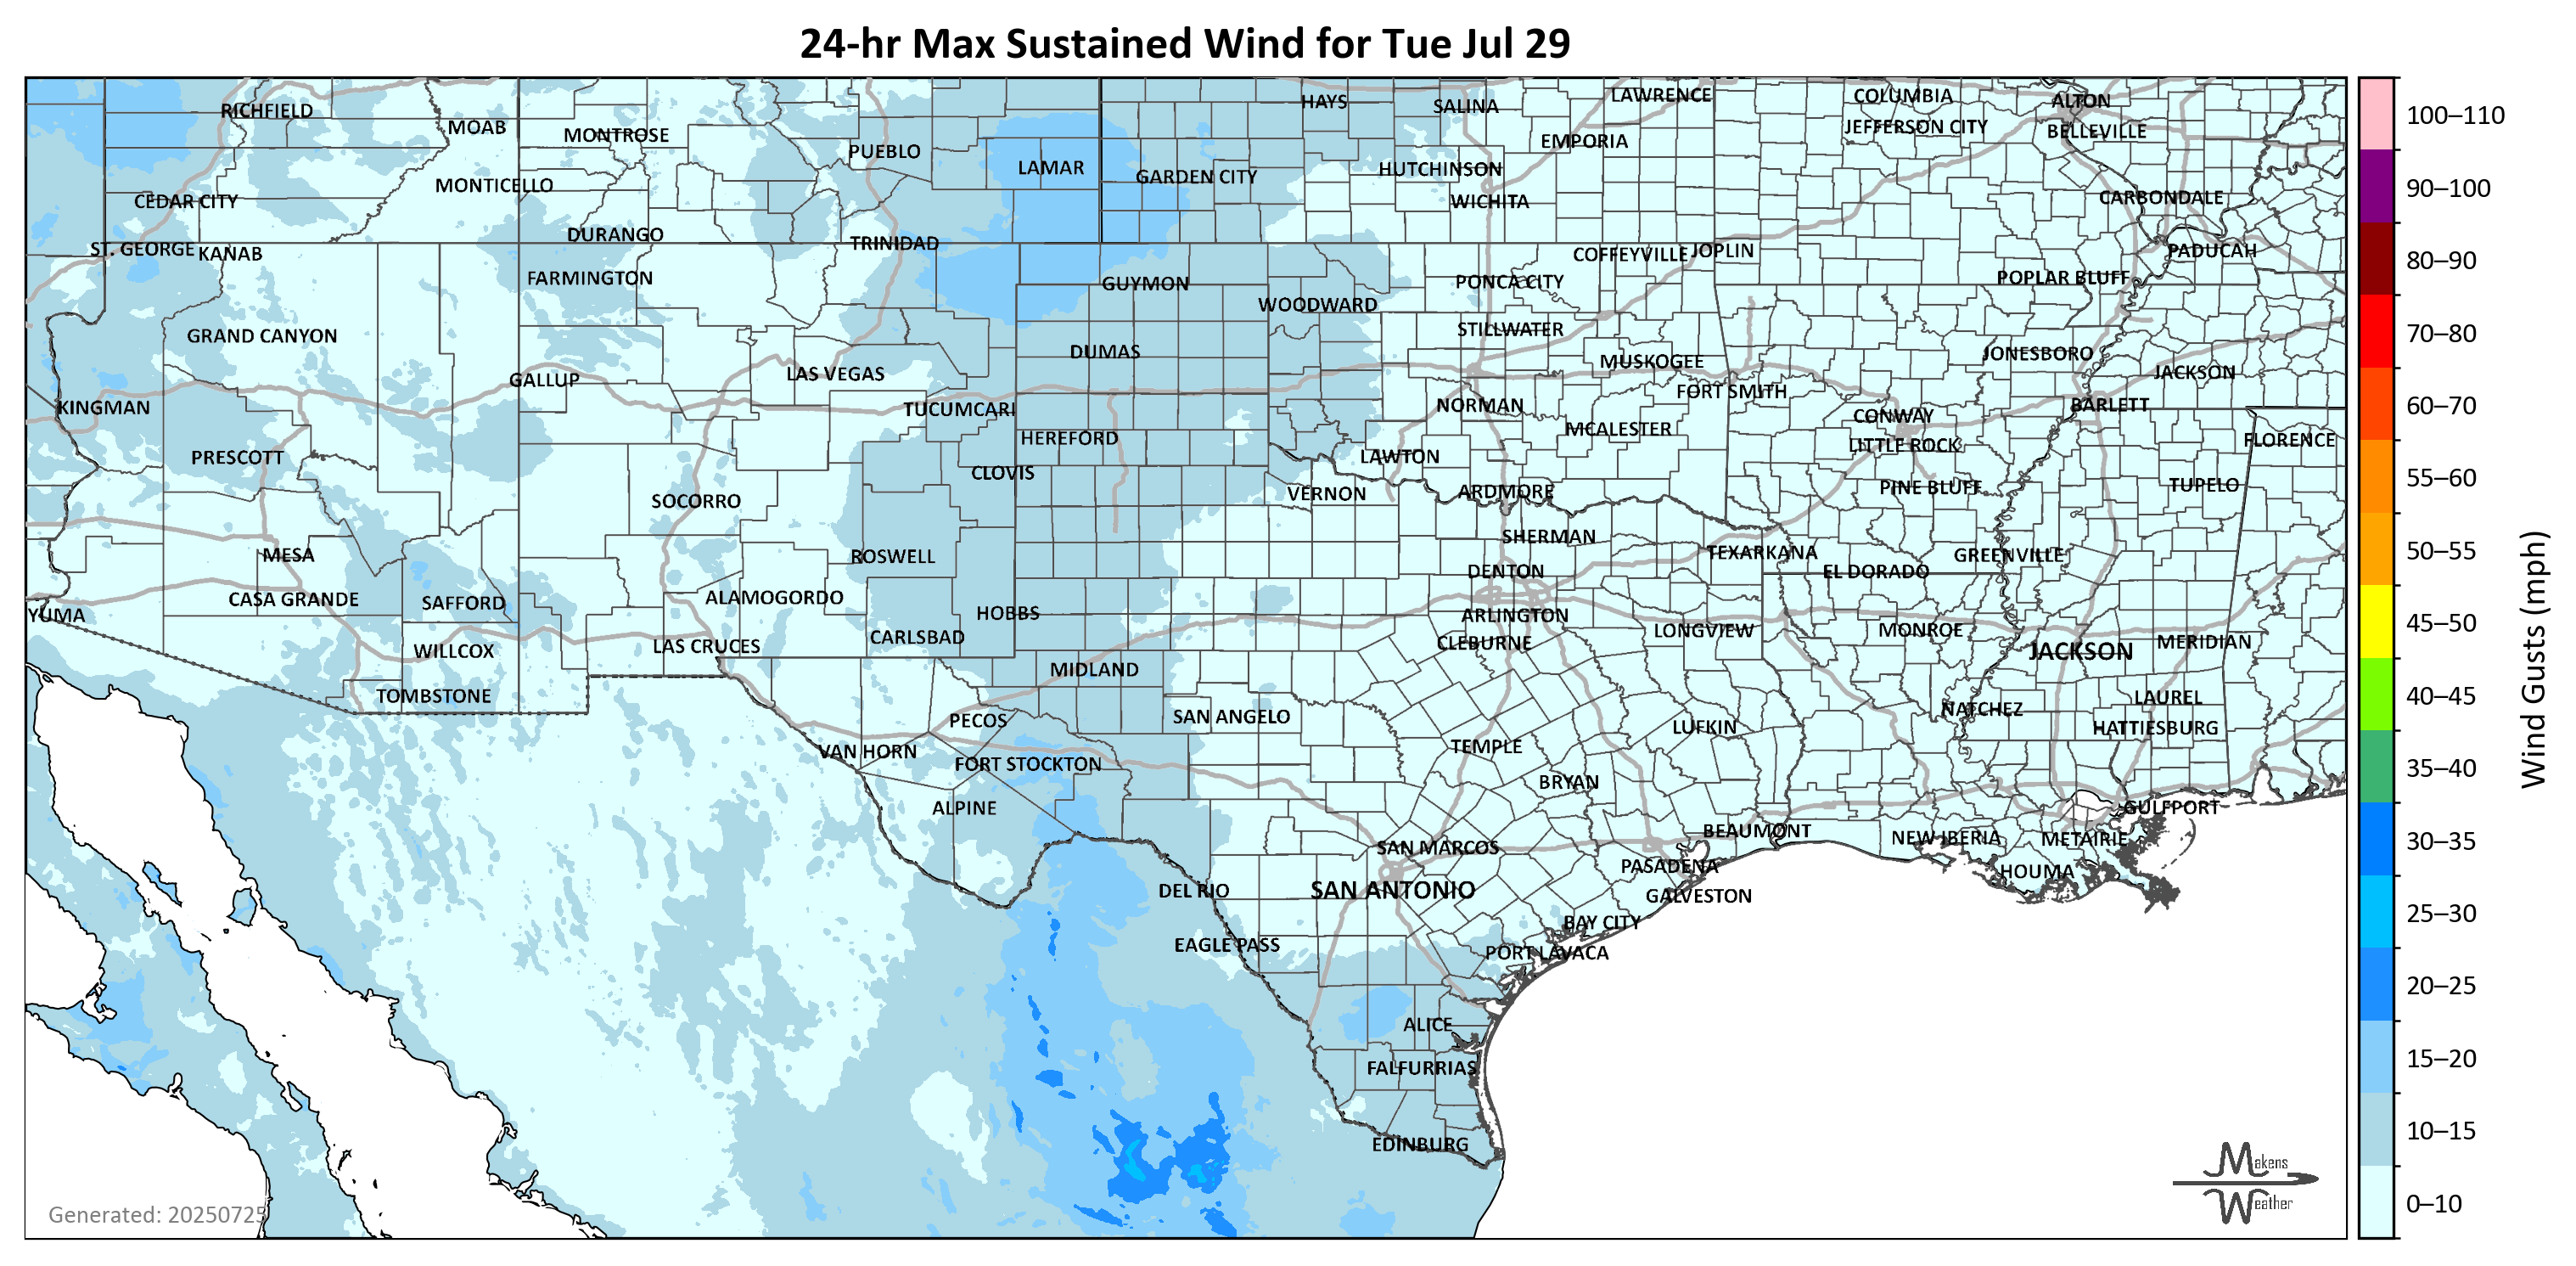 24-hr Max Sustained Wind for Tue Jul 29
RICHFIELD
MOAB
MONTROSE
PUEBLO
LAMAR
HAYS
SALINA
LAWRENCE
COLUMBIA
ALTON
JEFFERSON CITY
BELLEVILLE
EMPORIA
GARDEN CITY
HUTCHINSON
MONTICELLO
CEDAR CITY
WICHITA
CARBONDALE
DURANGO
TRINIDAD
ST. GEORGE
KANAB
COFFEYVILLE
JOPLIN
PADUCAH
FARMINGTON
GUYMON
PONCA CITY
POPLAR BLUFF
WOODWARD
GRAND CANYON
STILLWATER
DUMAS
MUSKOGEE
JONESBORO
GALLUP
LAS VEGAS
JACKSON
FORT SMITH
KINGMAN
TUCUMCARI
NORMAN
CONWAY
BARLETT
PRESCOTT
HEREFORD
MCALESTER
LITTLE ROCK
FLORENCE
CLOVIS
LAWTON
SOCORRO
VERNON
ARDMORE
PINE BLUFF
TUPELO
MESA
ROSWELL
SHERMAN
TEXARKANA
GREENVILLE
DENTON
EL DORADO
CASA GRANDE
SAFFORD
ALAMOGORDO
HOBBS
YUMA
ARLINGTON
CLEBURNE
LONGVIEW
MONROE
WILLCOX
LAS CRUCES
CARLSBAD
JACKSON
MERIDIAN
TOMBSTONE
MIDLAND
LAUREL
PECOS
SAN ANGELO
NATCHEZ
HATTIESBURG
VAN HORN
FORT STOCKTON
TEMPLE
LUFKIN
BRYAN
ALPINE
GULFPORT
SAN MARCOS
BEAUMONT
NEW IBERIA
METAIRIE
PASADENA
HOUMA
DEL RIO
SAN ANTONIO
GALVESTON
EAGLE PASS
BAY CITY
PORT LAVACA
ALICE
FALFURRIAS
EDINBURG
Generated: 20250725
Makens
Weather
100–110
90–100
80–90
70–80
60–70
55–60
50–55
45–50
40–45
35–40
30–35
25–30
20–25
15–20
10–15
0–10
Wind Gusts (mph)